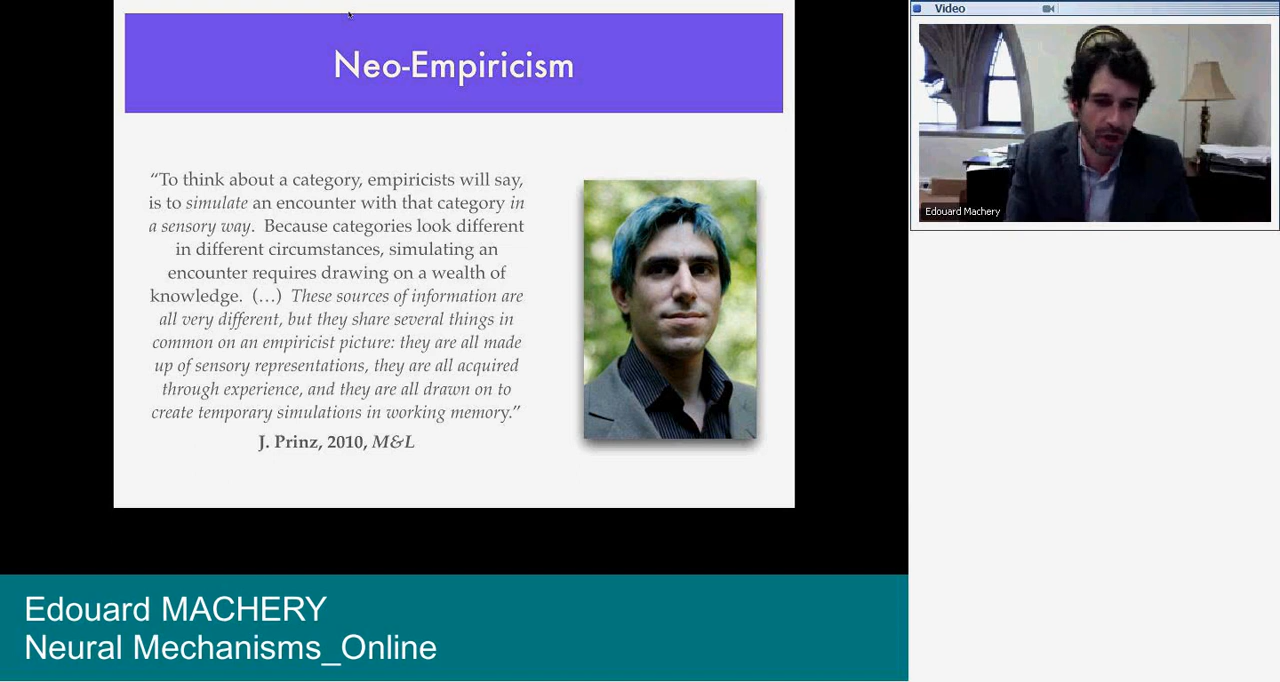 Neo-Empiricism
“To think about a category, empiricists will say,
is to simulate an encounter with that category in
a sensory way. Because categories look different
in different circumstances, simulating an
encounter requires drawing on a wealth of
knowledge. (…) These sources of information are
all very different, but they share several things in
common on an empiricist picture: they are all made
up of sensory representations, they are all acquired
through experience, and they are all drawn on to
create temporary simulations in working memory.”
J. Prinz, 2010, M&L
Video
Edouard Machery
Edouard MACHERY
Neural Mechanisms_Online